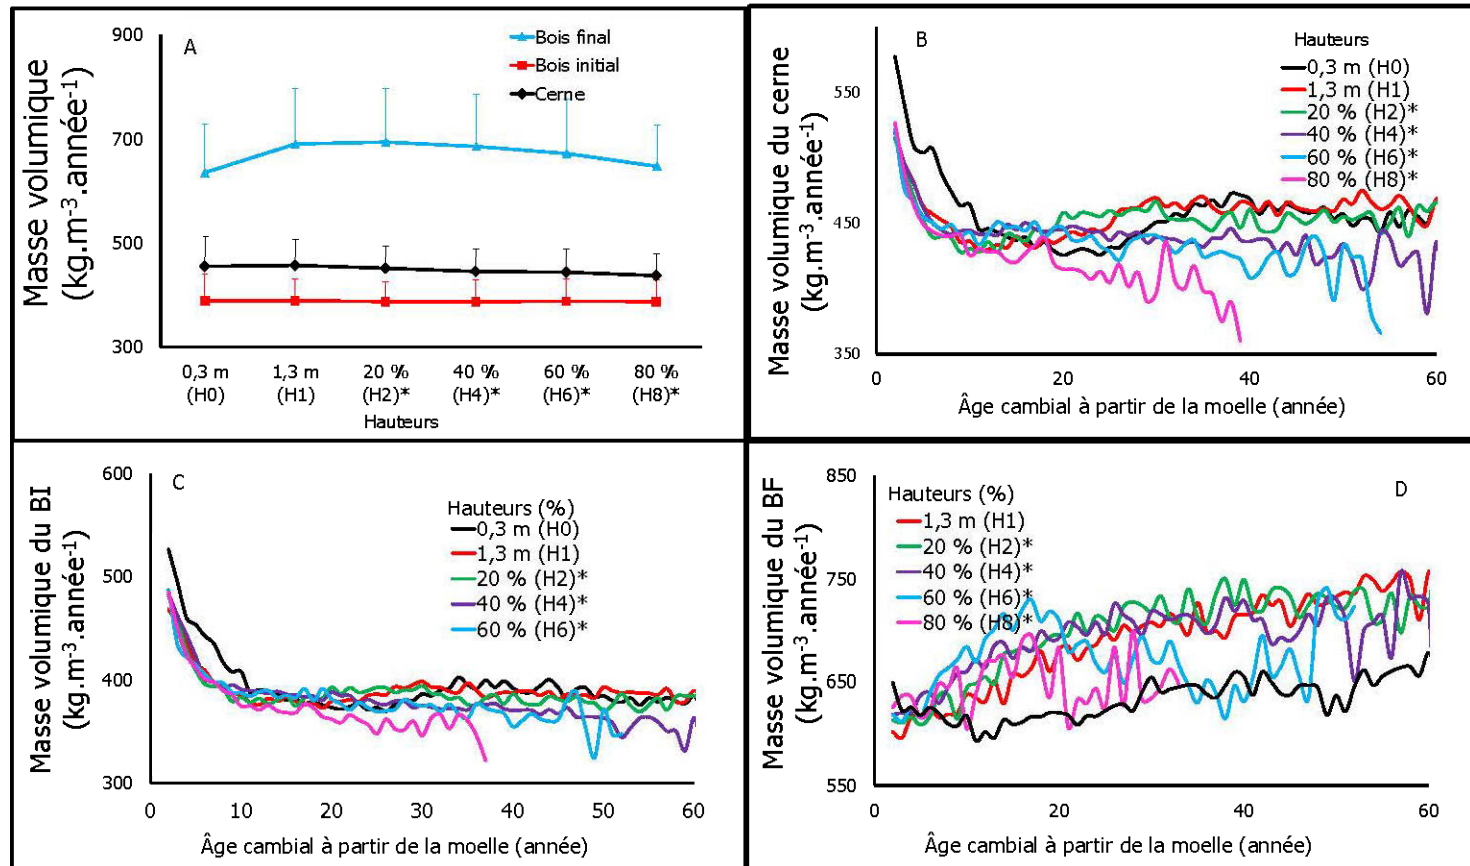 A
Masse volumique
(kg.m⁻³.année⁻¹)
900
700
500
300
Bois final
Bois initial
Cerne
0,3 m
(H0)
1,3 m
(H1)
20 %
(H2)*
40 %
(H4)*
60 %
(H6)*
80 %
(H8)*
Hauteurs
B
Masse volumique du cerne
(kg.m⁻³.année⁻¹)
550
450
350
Hauteurs
0,3 m (H0)
1,3 m (H1)
20 % (H2)*
40 % (H4)*
60 % (H6)*
80 % (H8)*
0 20 40 60
Âge cambial à partir de la moelle (année)
C
Masse volumique du BI
(kg.m⁻³.année⁻¹)
600
500
400
300
Hauteurs (%)
0,3 m (H0)
1,3 m (H1)
20 % (H2)*
40 % (H4)*
60 % (H6)*
0 10 20 30 40 50 60
Âge cambial à partir de la moelle (année)
D
Masse volumique du BF
(kg.m⁻³.année⁻¹)
850
750
650
550
Hauteurs (%)
1,3 m (H1)
20 % (H2)*
40 % (H4)*
60 % (H6)*
80 % (H8)*
0 20 40 60
Âge cambial à partir de la moelle (année)